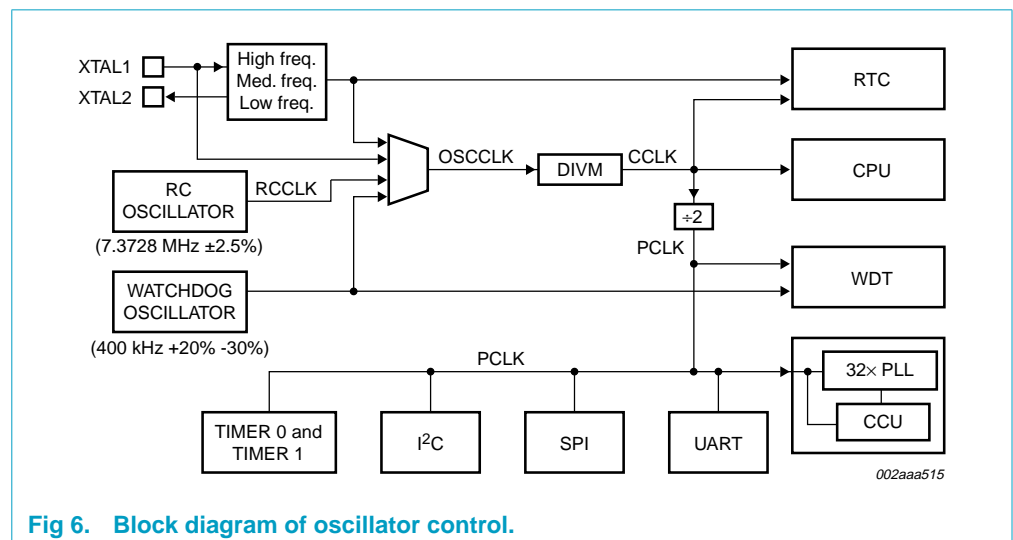 XTAL1
XTAL2
High freq.
Med. freq.
Low freq.
RTC
OSCCLK
DIVM
CCLK
CPU
RC
OSCILLATOR
RCCLK
(7.3728 MHz ±2.5%)
÷2
PCLK
WATCHDOG
OSCILLATOR
(400 kHz +20% -30%)
WDT
PCLK
32× PLL
CCU
TIMER 0 and
TIMER 1
I²C
SPI
UART
002aaa515
Fig 6. Block diagram of oscillator control.